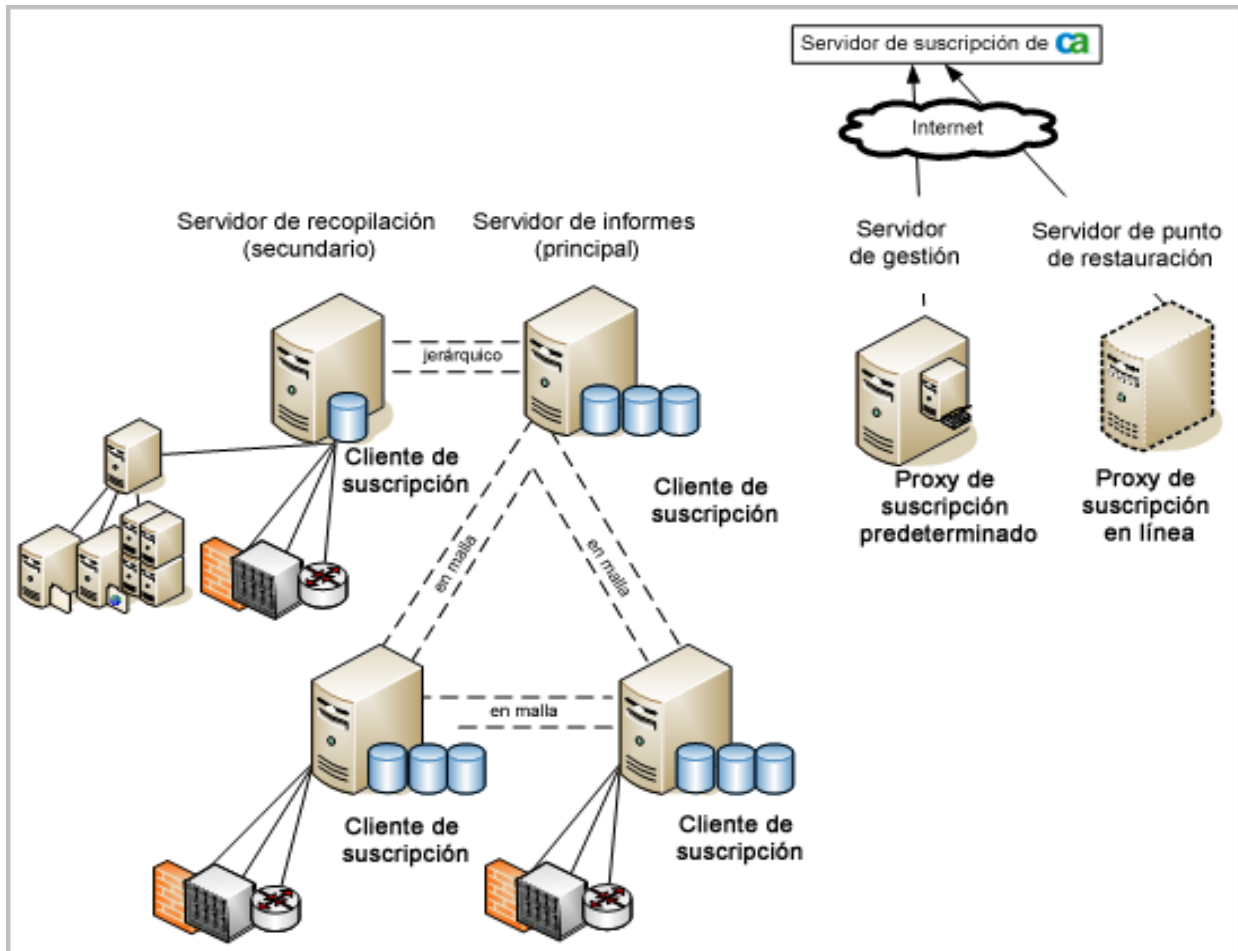 Servidor de suscripción de ca
Internet
Servidor de recopilación
(secundario)
Servidor de informes
(principal)
Servidor
de gestión
Servidor de punto
de restauración
jerárquico
Cliente de
suscripción
Cliente de
suscripción
Proxy de
suscripción
predeterminado
Proxy de
suscripción
en línea
en malla
en malla
en malla
Cliente de
suscripción
Cliente de
suscripción